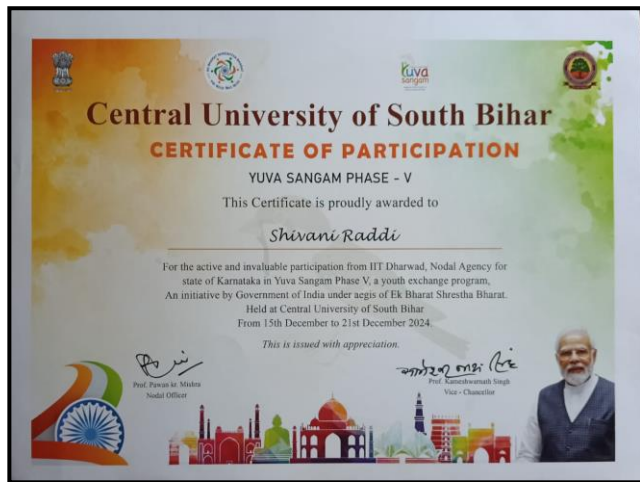 yuva
sangam
Central University of South Bihar
CERTIFICATE OF PARTICIPATION
YUVA SANGAM PHASE - V
This Certificate is proudly awarded to
Shivani Raddi
For the active and invaluable participation from IIT Dharwad, Nodal Agency for
state of Karnataka in Yuva Sangam Phase V, a youth exchange program,
An initiative by Government of India under aegis of Ek Bharat Shrestha Bharat.
Held at Central University of South Bihar
From 15th December to 21st December 2024.
This is issued with appreciation.
Prof. Pawan kr. Mishra
Nodal Officer
Prof. Kameshwarnath Singh
Vice - Chancellor